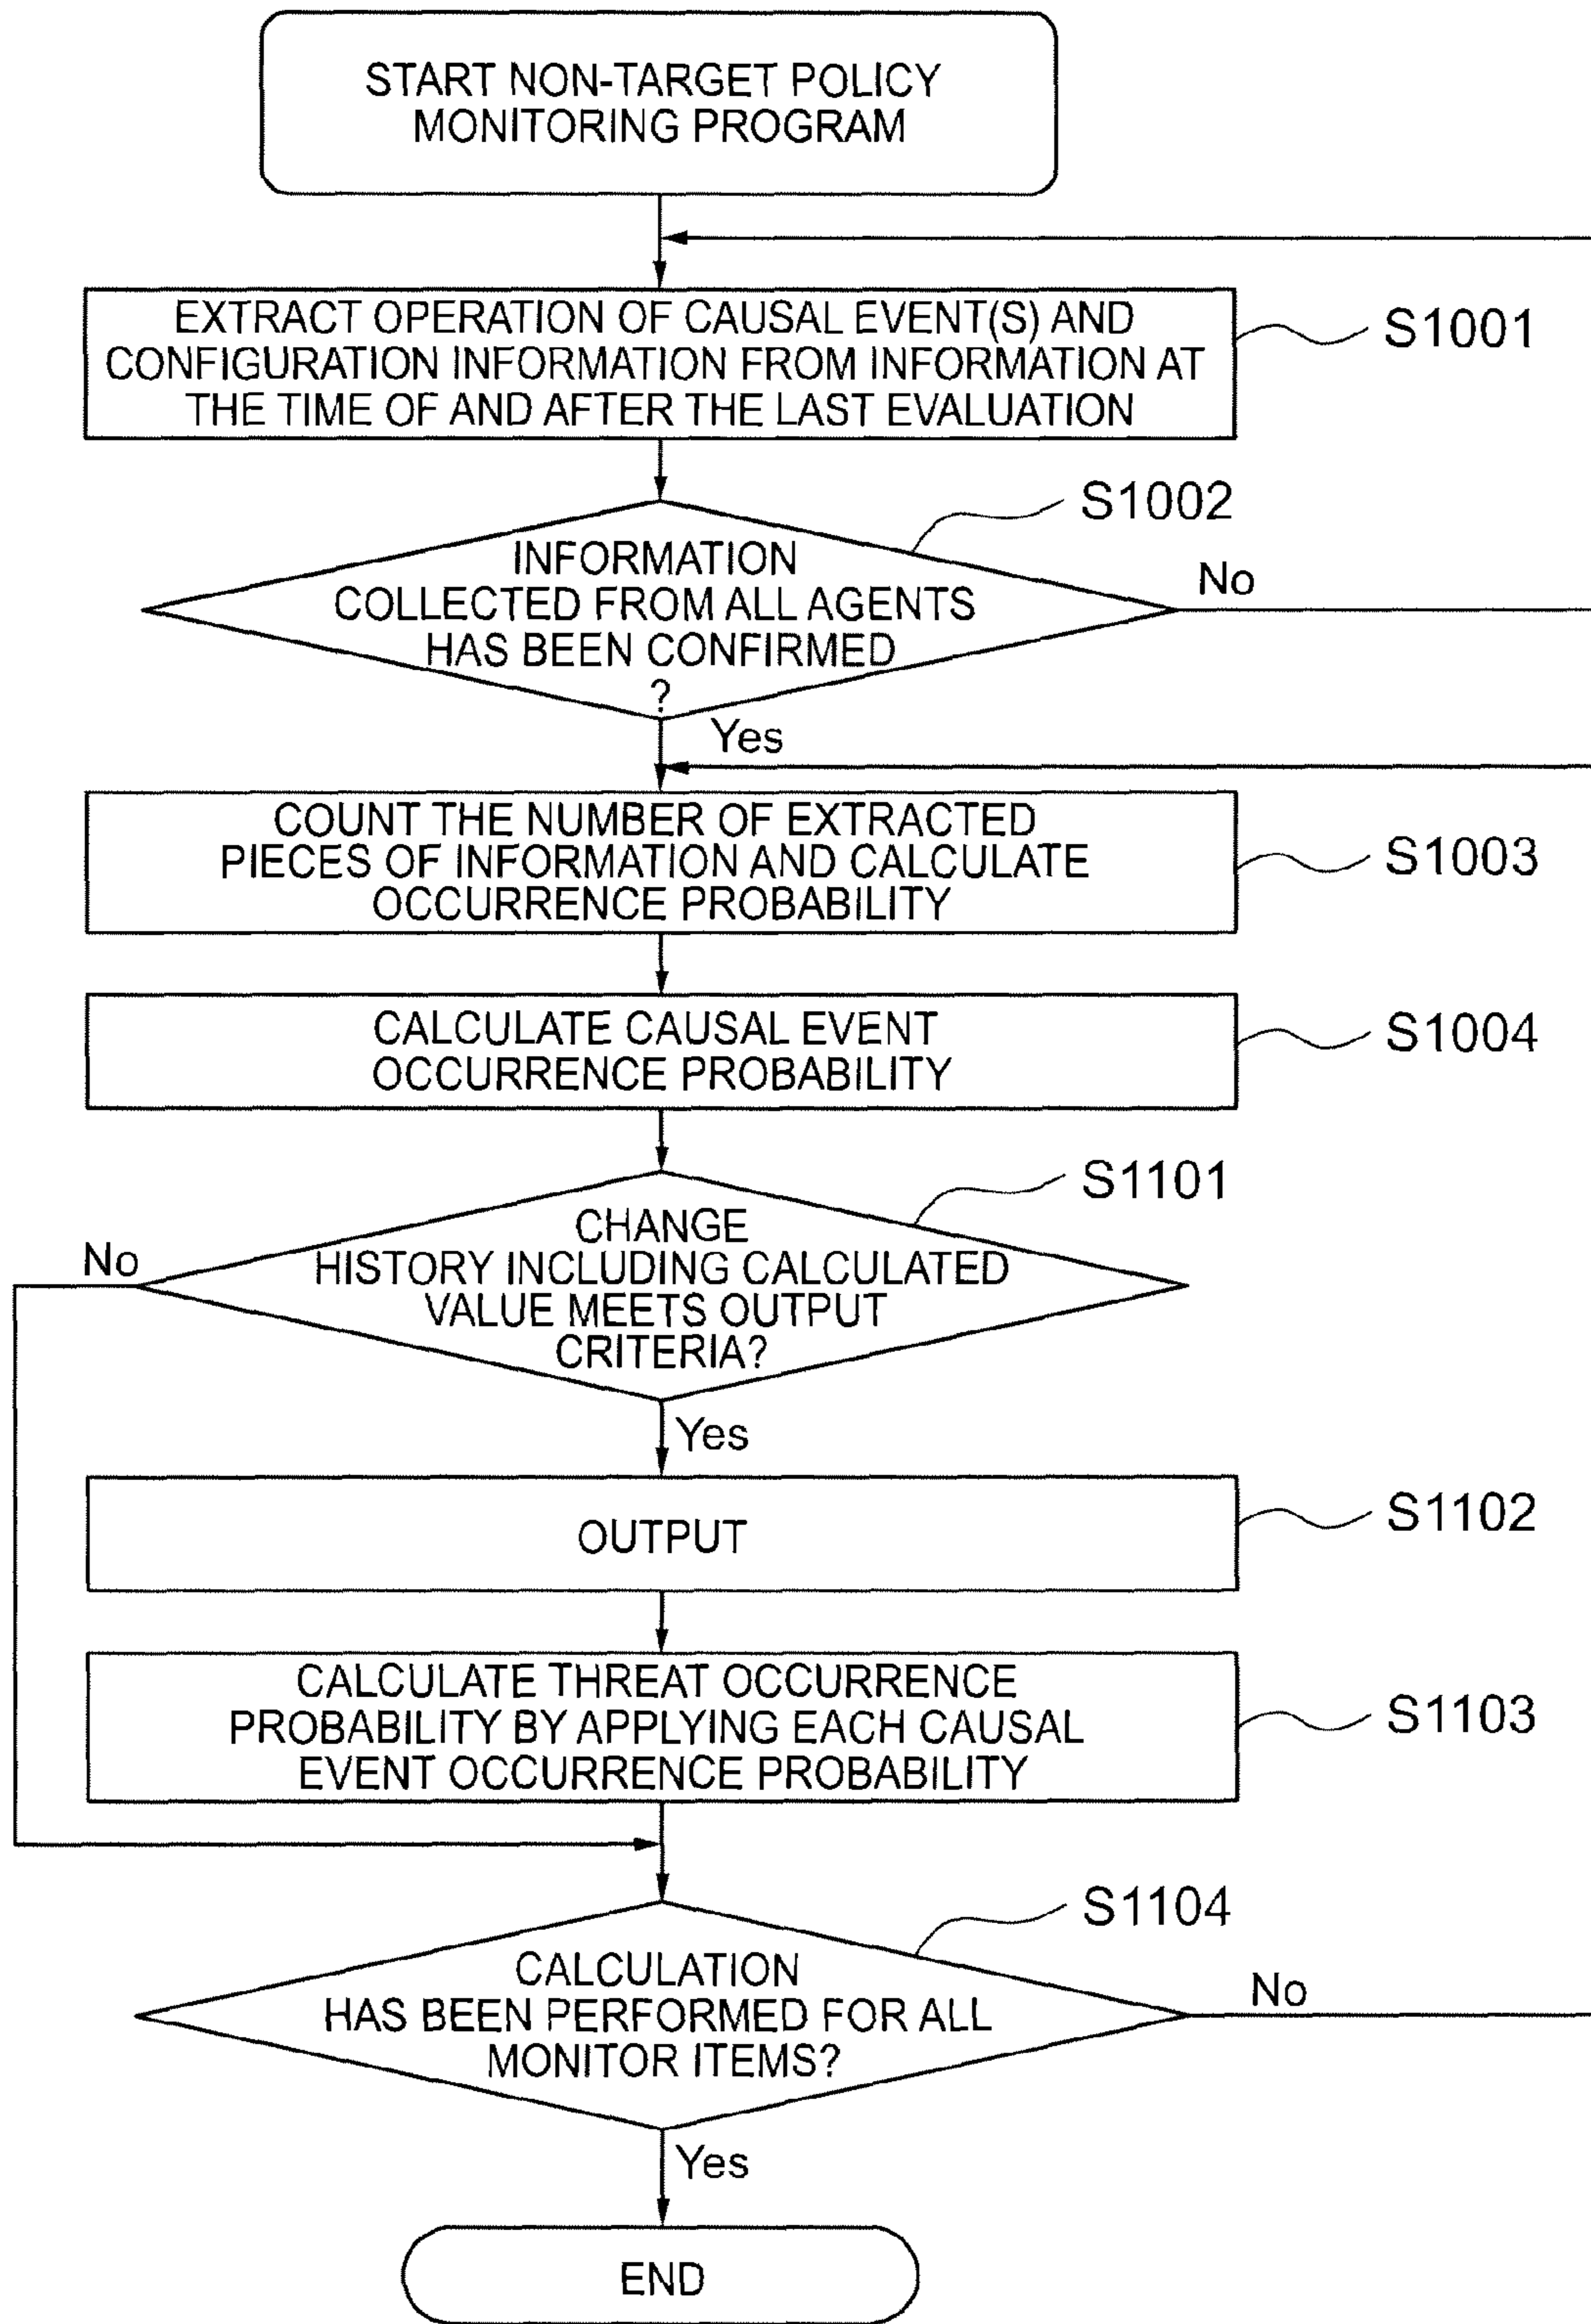 START NON-TARGET POLICY
MONITORING PROGRAM
EXTRACT OPERATION OF CAUSAL EVENT(S) AND
CONFIGURATION INFORMATION FROM INFORMATION AT
THE TIME OF AND AFTER THE LAST EVALUATION
S1001
S1002
INFORMATION
COLLECTED FROM ALL AGENTS
HAS BEEN CONFIRMED
?
No
Yes
COUNT THE NUMBER OF EXTRACTED
PIECES OF INFORMATION AND CALCULATE
OCCURRENCE PROBABILITY
S1003
CALCULATE CAUSAL EVENT
OCCURRENCE PROBABILITY
S1004
S1101
CHANGE
HISTORY INCLUDING CALCULATED
VALUE MEETS OUTPUT
CRITERIA?
No
Yes
OUTPUT
S1102
CALCULATE THREAT OCCURRENCE
PROBABILITY BY APPLYING EACH CAUSAL
EVENT OCCURRENCE PROBABILITY
S1103
S1104
CALCULATION
HAS BEEN PERFORMED FOR ALL
MONITOR ITEMS?
No
Yes
END